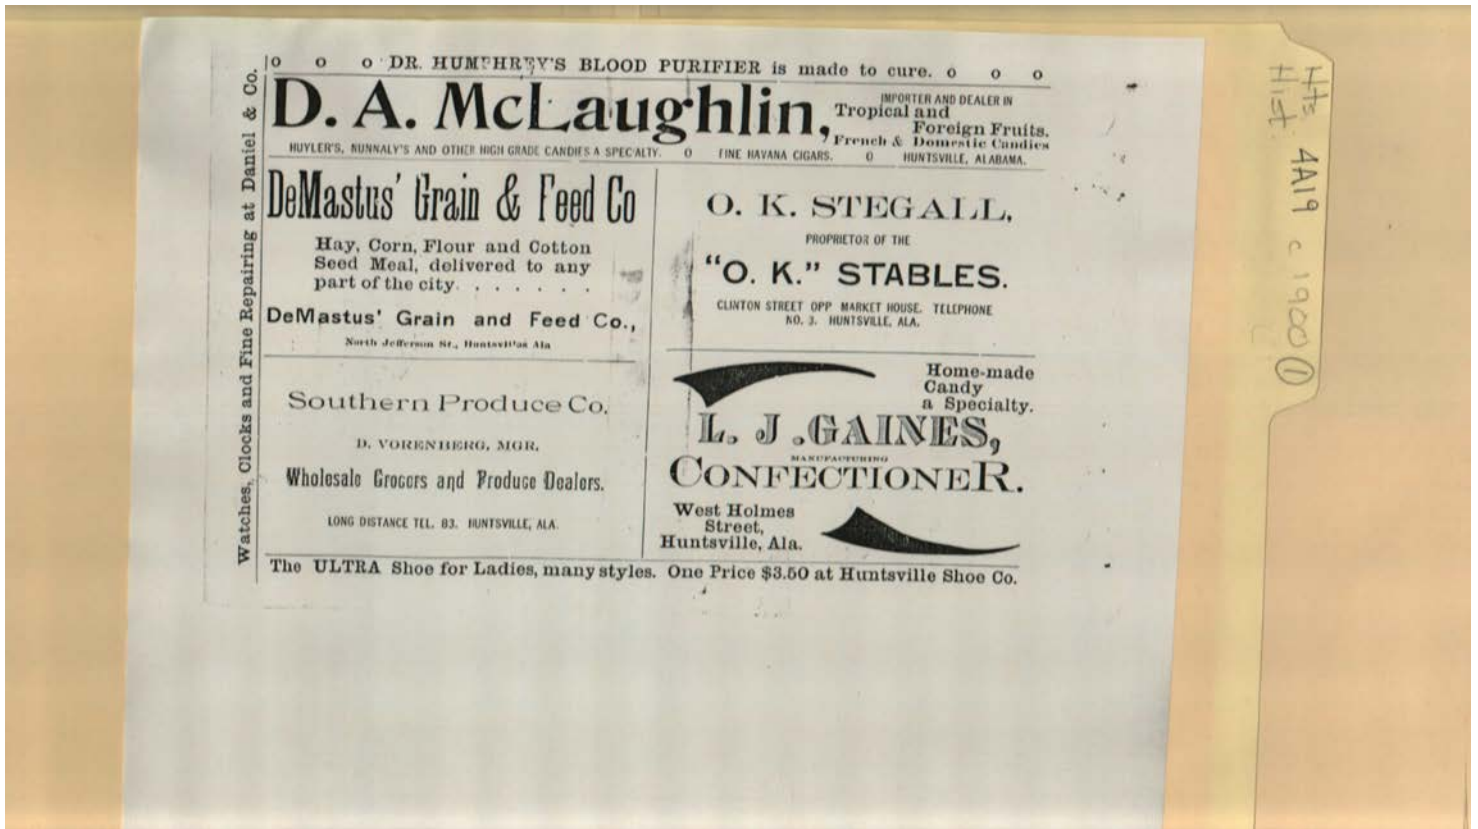 o o o DR. HUMPHREY'S BLOOD PURIFIER is made to cure. o o o
D. A. McLaughlin,
IMPORTER AND DEALER IN
Tropical and
Foreign Fruits.
French & Domestic Candies
HUYLER'S, NUNNALY'S AND OTHER HIGH GRADE CANDIES A SPECALTY. O FINE HAVANA CIGARS. O HUNTSVILLE, ALABAMA.
Watches, Clocks and Fine Repairing at Daniel & Co.
DeMastus' Grain & Feed Co
Hay, Corn, Flour and Cotton
Seed Meal, delivered to any
part of the city. . . . . . .
DeMastus' Grain and Feed Co.,
North Jefferson St., Ala
O. K. STEGALL,
PROPRIETOR OF THE
"O. K." STABLES.
CLINTON STREET OPP MARKET HOUSE. TELEPHONE
NO. 3. HUNTSVILLE, ALA.
Southern Produce Co.
D. VORENBERG, MGR.
Wholesale Grocers and Produce Dealers.
LONG DISTANCE TEL. 83. HUNTSVILLE, ALA.
Home-made
Candy
a Specialty.
L. J. GAINES,
MANUFACTURING
CONFECTIONER.
West Holmes
Street,
Huntsville, Ala.
The ULTRA Shoe for Ladies, many styles. One Price $3.50 at Huntsville Shoe Co.
Hts 4A19 c 1900 ①
Hist.